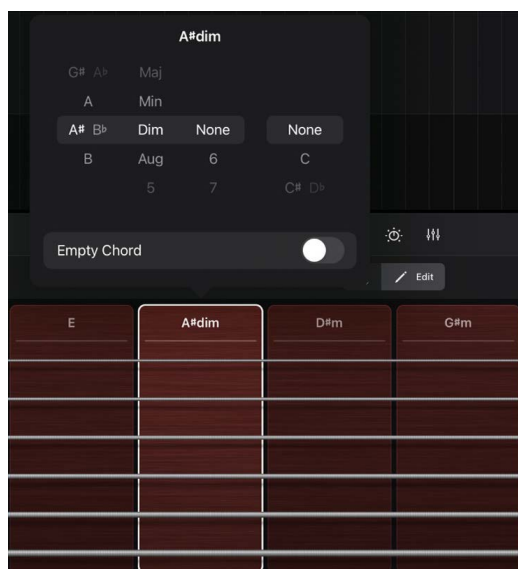 A#dim
G# A♭ Maj
A Min
A# B♭ Dim None None
B Aug 6 C
5 7 C# D♭
Empty Chord
Edit
E A#dim D#m G#m